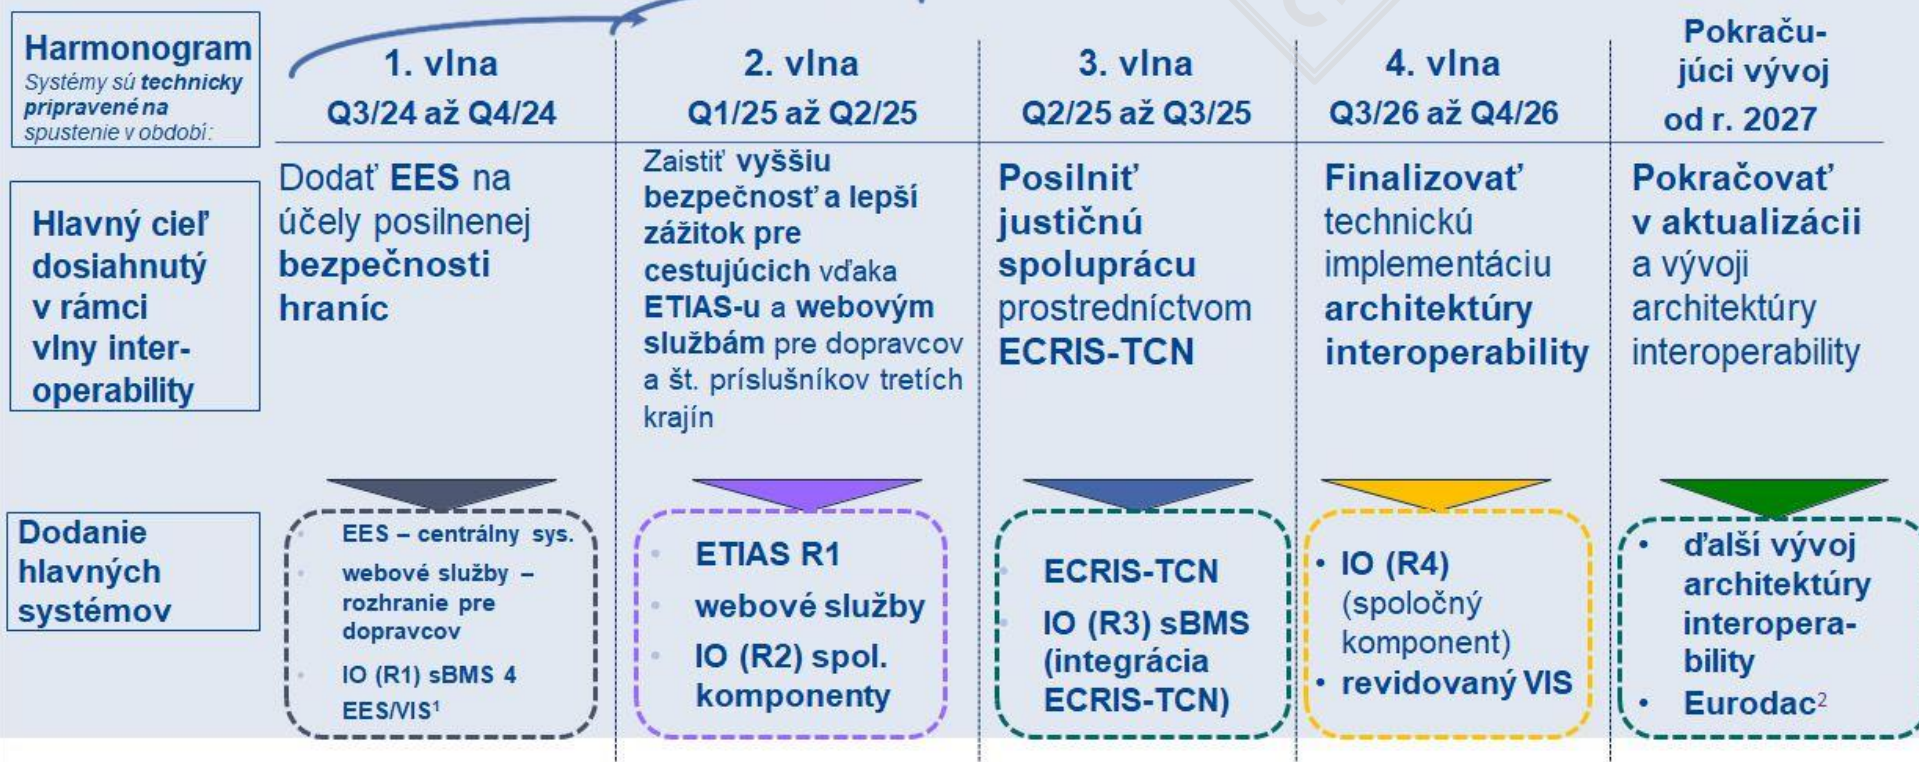 Harmonogram
Systémy sú technicky
pripravené na
spustenie v období:
1. vlna
Q3/24 až Q4/24
2. vlna
Q1/25 až Q2/25
3. vlna
Q2/25 až Q3/25
4. vlna
Q3/26 až Q4/26
Pokraču-
júci vývoj
od r. 2027
Hlavný cieľ
dosiahnutý
v rámci
vlny inter-
operability
Dodať EES na
účely posilnenej
bezpečnosti
hraníc
Zaistiť vyššiu
bezpečnosť a lepší
zážitok pre
cestujúcich vďaka
ETIAS-u a webovým
službám pre dopravcov
a št. príslušníkov tretích
krajín
Posilniť
justičnú
spoluprácu
prostredníctvom
ECRIS-TCN
Finalizovať
technickú
implementáciu
architektúry
interoperability
Pokračovať
v aktualizácii
a vývoji
architektúry
interoperability
Dodanie
hlavných
systémov
• EES – centrálny sys.
• webové služby –
rozhranie pre
dopravcov
• IO (R1) sBMS 4
EES/VIS¹
• ETIAS R1
• webové služby
• IO (R2) spol.
komponenty
• ECRIS-TCN
• IO (R3) sBMS
(integrácia
ECRIS-TCN)
• IO (R4)
(spoločný
komponent)
• revidovaný VIS
• ďalší vývoj
architektúry
interopera-
bility
• Eurodac²